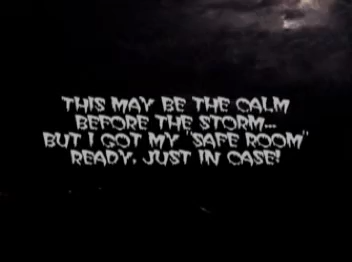 THIS MAY BE THE CALM
BEFORE THE STORM...
BUT I GOT MY "SAFE ROOM"
READY, JUST IN CASE!